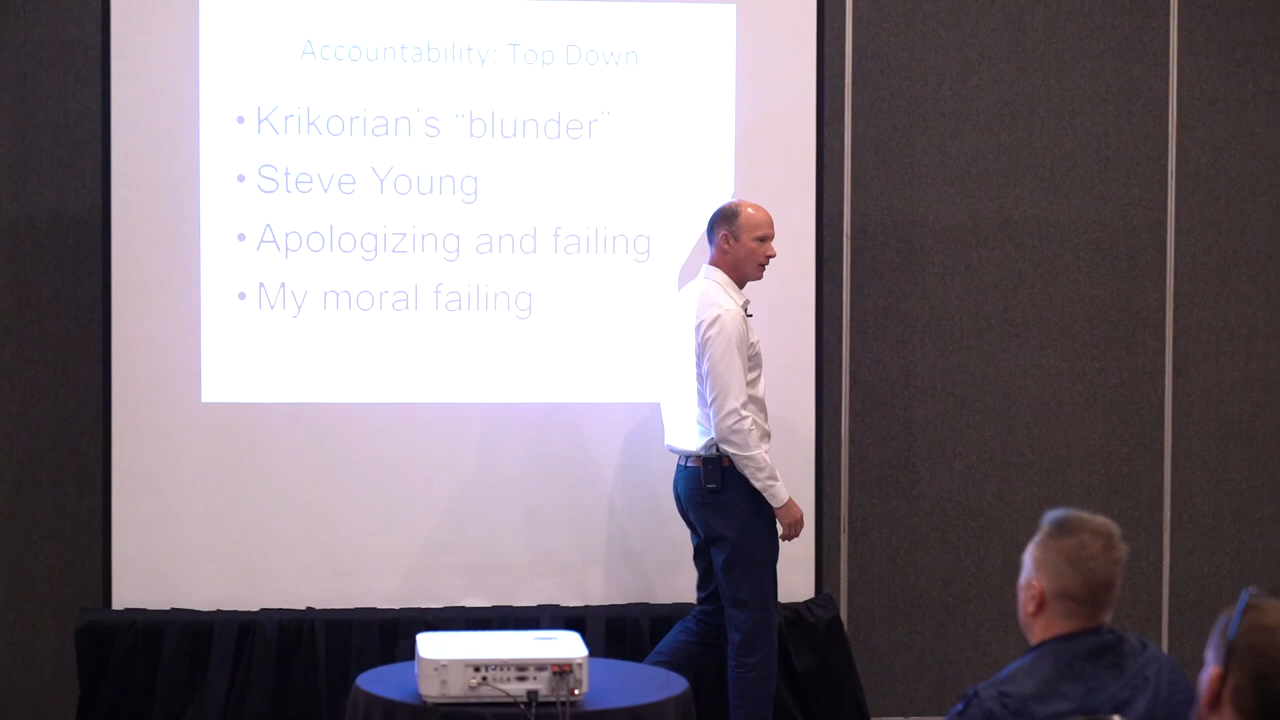 Accountability: Top Down
• Krikorian's "blunder"
• Steve Young
• Apologizing and failing
• My moral failing